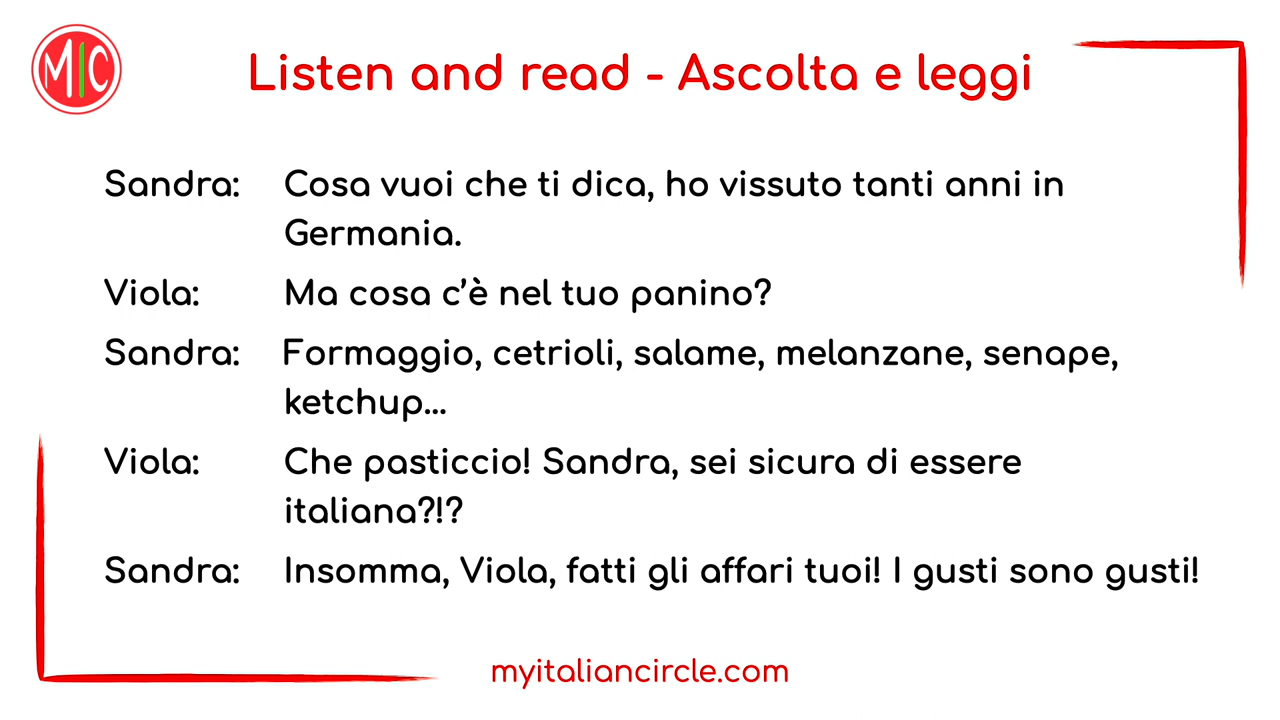 MIC
Listen and read - Ascolta e leggi
Sandra: Cosa vuoi che ti dica, ho vissuto tanti anni in
Germania.
Viola: Ma cosa c’è nel tuo panino?
Sandra: Formaggio, cetrioli, salame, melanzane, senape,
ketchup...
Viola: Che pasticcio! Sandra, sei sicura di essere
italiana?!?
Sandra: Insomma, Viola, fatti gli affari tuoi! I gusti sono gusti!
myitaliancircle.com